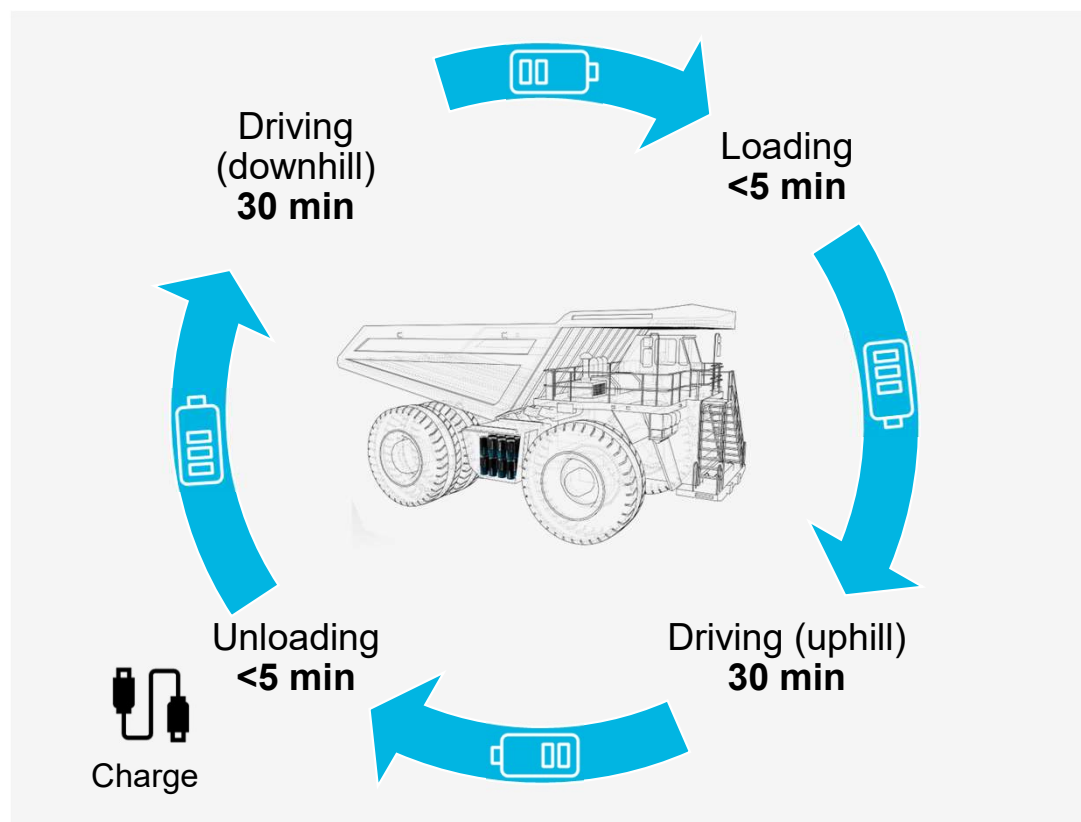 Driving
(downhill)
30 min
Loading
<5 min
Driving (uphill)
30 min
Unloading
<5 min
Charge